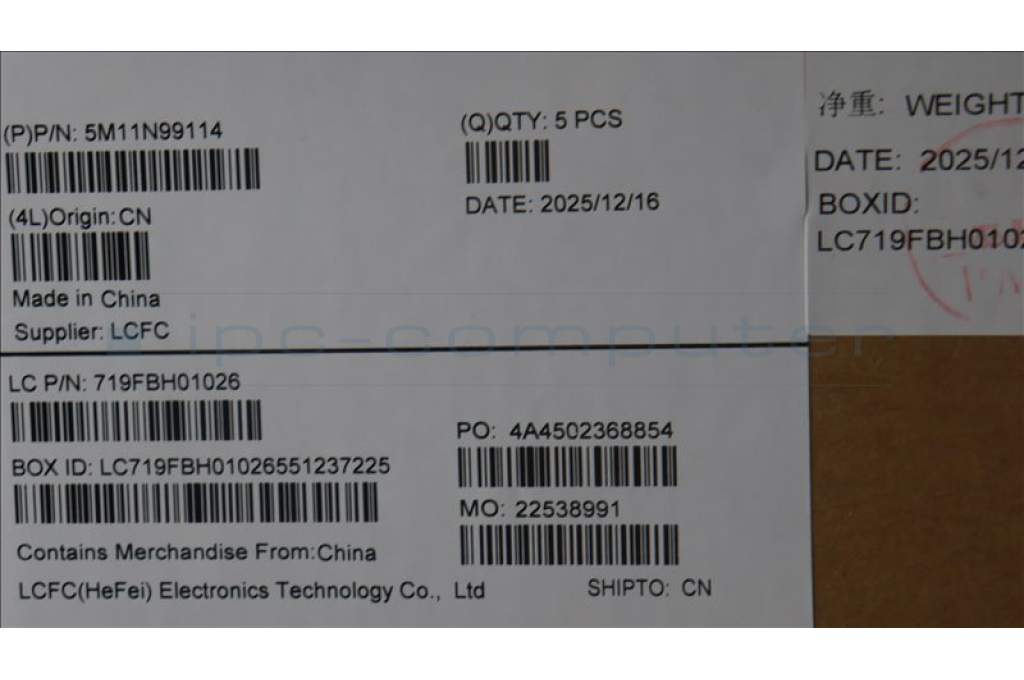 (P)P/N: 5M11N99114
(Q)QTY: 5 PCS
(4L)Origin:CN
DATE: 2025/12/16
Made in China
Supplier: LCFC
LC P/N: 719FBH01026
PO: 4A4502368854
BOX ID: LC719FBH01026551237225
MO: 22538991
Contains Merchandise From:China
LCFC(HeFei) Electronics Technology Co., Ltd
SHIPTO: CN
净重: WEIGHT
DATE: 2025/12
BOXID:
LC719FBH0102
ipc-computer